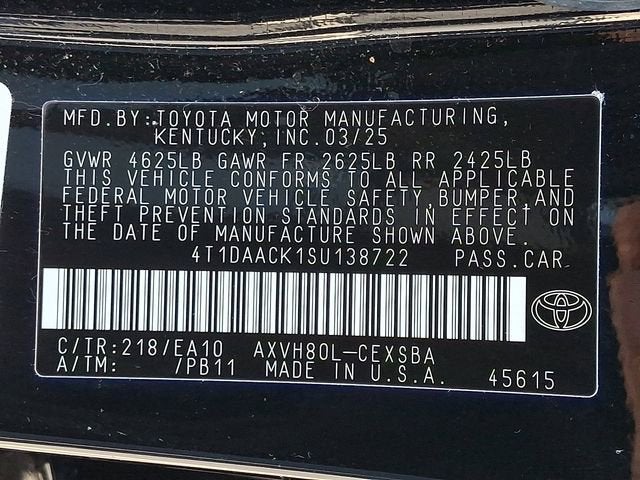 MFD.BY:TOYOTA MOTOR MANUFACTURING,
KENTUCKY,INC.03/25
GVWR 4625LB GAWR FR 2625LB RR 2425LB
THIS VEHICLE CONFORMS TO ALL APPLICABLE
FEDERAL MOTOR VEHICLE SAFETY,BUMPER,AND
THEFT PREVENTION STANDARDS IN EFFECT ON
THE DATE OF MANUFACTURE SHOWN ABOVE.
4T1DAACK1SU138722 PASS.CAR
C/TR:218/EA10 AXVH80L-CEXSBA
A/TM: /PB11 MADE IN U.S.A. 45615